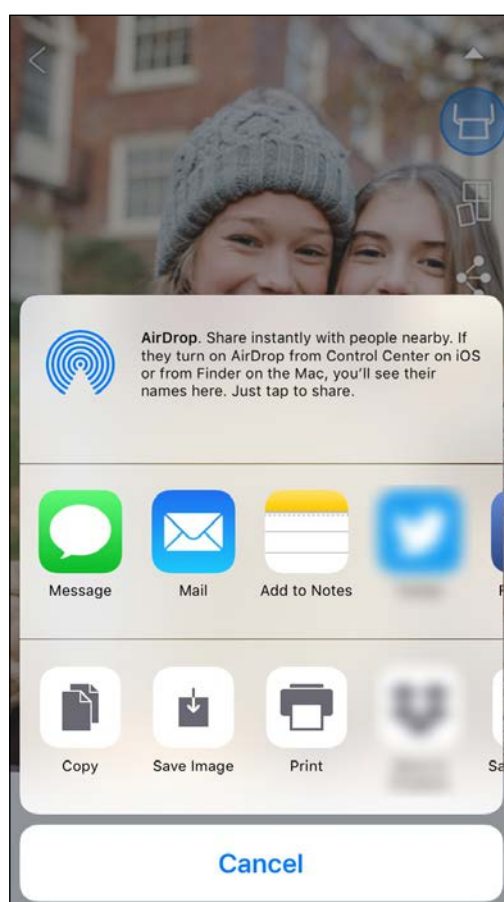 AirDrop. Share instantly with people nearby. If
they turn on AirDrop from Control Center on iOS
or from Finder on the Mac, you'll see their
names here. Just tap to share.
Message
Mail
Add to Notes
Copy
Save Image
Print
Cancel